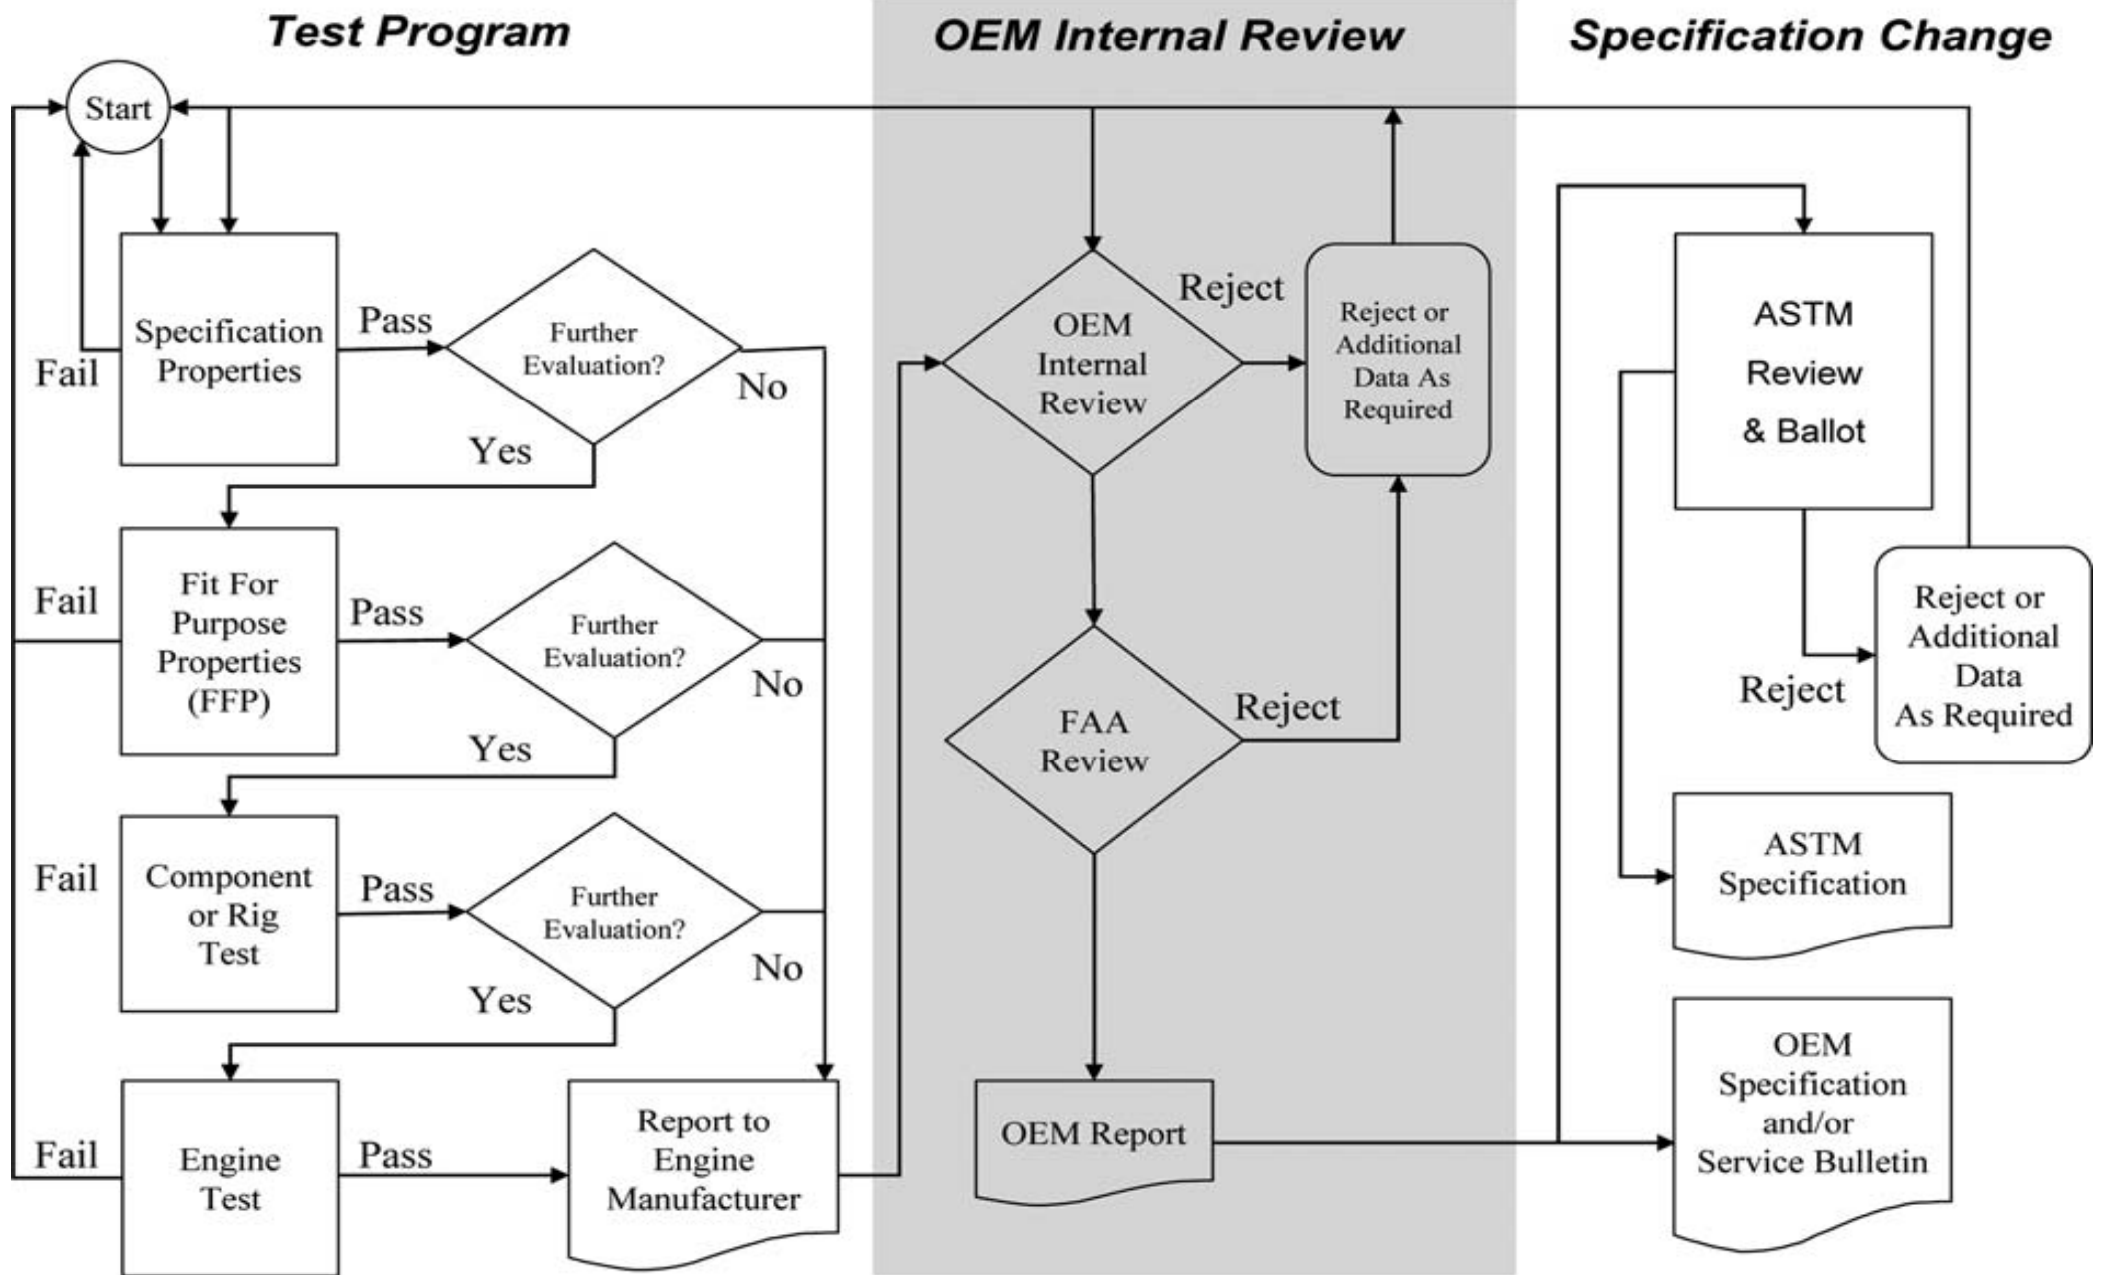 Test Program
OEM Internal Review
Specification Change
Start
Specification
Properties
Pass
Fail
Further
Evaluation?
No
Yes
Fit For
Purpose
Properties
(FFP)
Fail
Pass
Further
Evaluation?
No
Yes
Component
or Rig
Test
Fail
Pass
Further
Evaluation?
No
Yes
Engine
Test
Fail
Pass
Report to
Engine
Manufacturer
OEM
Internal
Review
Reject
Reject or
Additional
Data As
Required
FAA
Review
Reject
OEM Report
ASTM
Review
& Ballot
Reject
Reject or
Additional
Data
As Required
ASTM
Specification
OEM
Specification
and/or
Service Bulletin